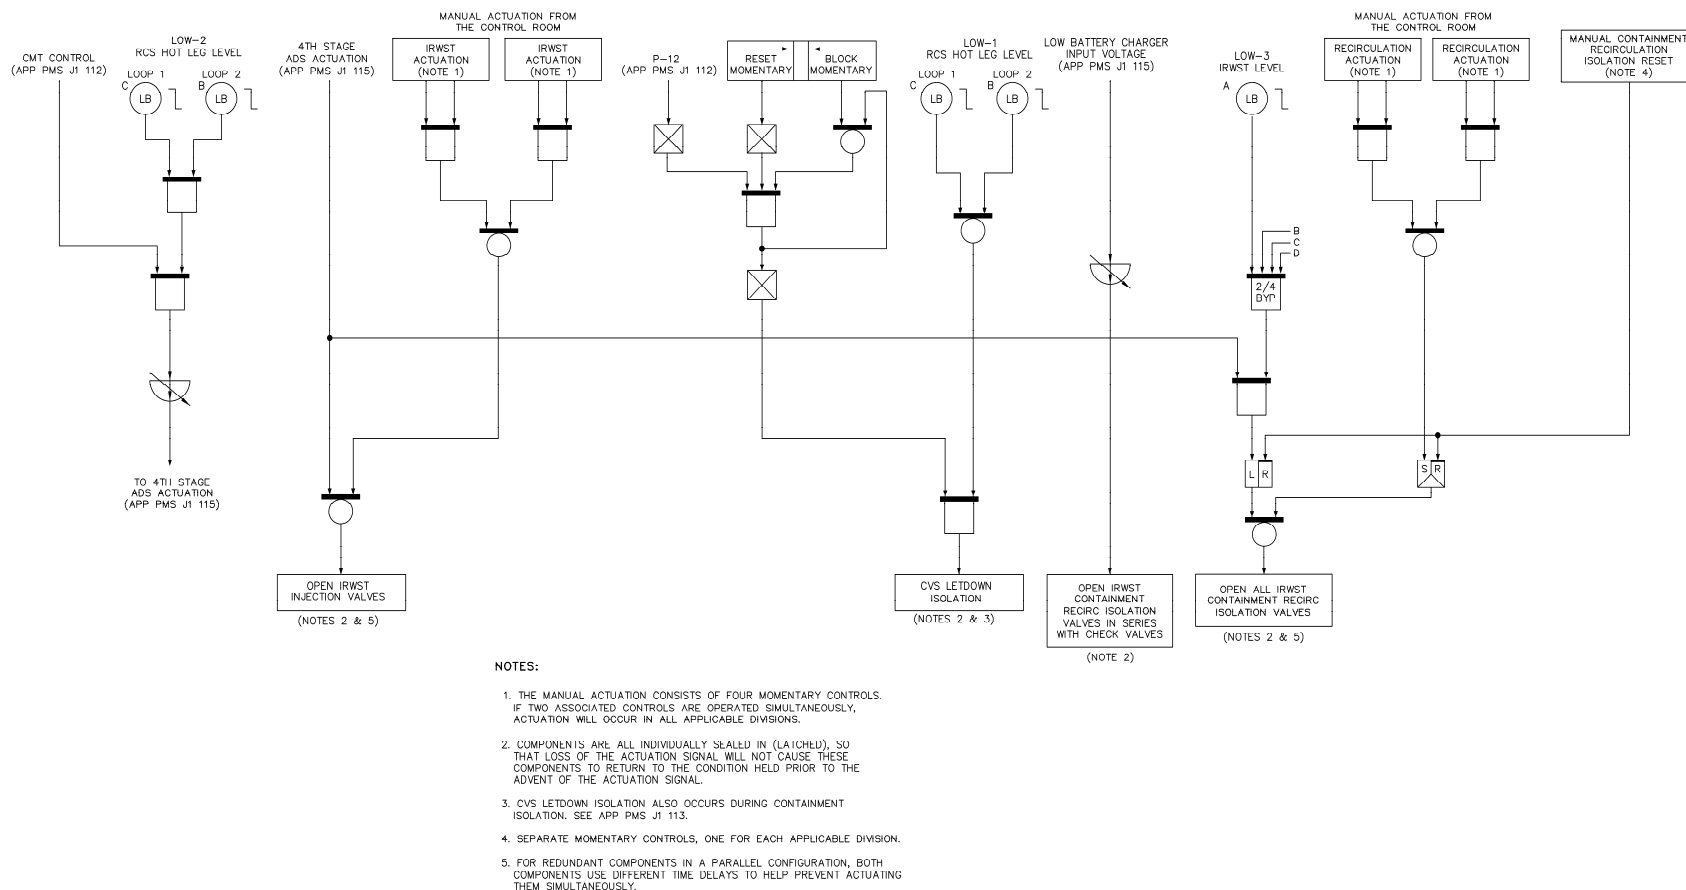 MANUAL ACTUATION FROM
THE CONTROL ROOM
CMT CONTROL
(APP PMS J1 112)
LOW-2
RCS HOT LEG LEVEL
LOOP 1
LOOP 2
C
B
LB
LB
4TH STAGE
ADS ACTUATION
(APP PMS J1 115)
IRWST
ACTUATION
(NOTE 1)
IRWST
ACTUATION
(NOTE 1)
P-12
(APP PMS J1 112)
RESET
MOMENTARY
BLOCK
MOMENTARY
LOW-1
RCS HOT LEG LEVEL
LOOP 1
LOOP 2
C
B
LB
LB
LOW BATTERY CHARGER
INPUT VOLTAGE
(APP PMS J1 115)
LOW-3
IRWST LEVEL
A
LB
MANUAL ACTUATION FROM
THE CONTROL ROOM
RECIRCULATION
ACTUATION
(NOTE 1)
RECIRCULATION
ACTUATION
(NOTE 1)
MANUAL CONTAINMENT
RECIRCULATION
ISOLATION RESET
(NOTE 4)
B
C
D
2/4
BYP
L R
S R
TO 4TH STAGE
ADS ACTUATION
(APP PMS J1 115)
OPEN IRWST
INJECTION VALVES
(NOTES 2 & 5)
CVS LETDOWN
ISOLATION
(NOTES 2 & 3)
OPEN IRWST
CONTAINMENT
RECIRC ISOLATION
VALVES IN SERIES
WITH CHECK VALVES
(NOTE 2)
OPEN ALL IRWST
CONTAINMENT RECIRC
ISOLATION VALVES
(NOTES 2 & 5)
NOTES:
1. THE MANUAL ACTUATION CONSISTS OF FOUR MOMENTARY CONTROLS.
IF TWO ASSOCIATED CONTROLS ARE OPERATED SIMULTANEOUSLY,
ACTUATION WILL OCCUR IN ALL APPLICABLE DIVISIONS.
2. COMPONENTS ARE ALL INDIVIDUALLY SEALED IN (LATCHED), SO
THAT LOSS OF THE ACTUATION SIGNAL WILL NOT CAUSE THESE
COMPONENTS TO RETURN TO THE CONDITION HELD PRIOR TO THE
ADVENT OF THE ACTUATION SIGNAL.
3. CVS LETDOWN ISOLATION ALSO OCCURS DURING CONTAINMENT
ISOLATION. SEE APP PMS J1 113.
4. SEPARATE MOMENTARY CONTROLS, ONE FOR EACH APPLICABLE DIVISION.
5. FOR REDUNDANT COMPONENTS IN A PARALLEL CONFIGURATION, BOTH
COMPONENTS USE DIFFERENT TIME DELAYS TO HELP PREVENT ACTUATING
THEM SIMULTANEOUSLY.